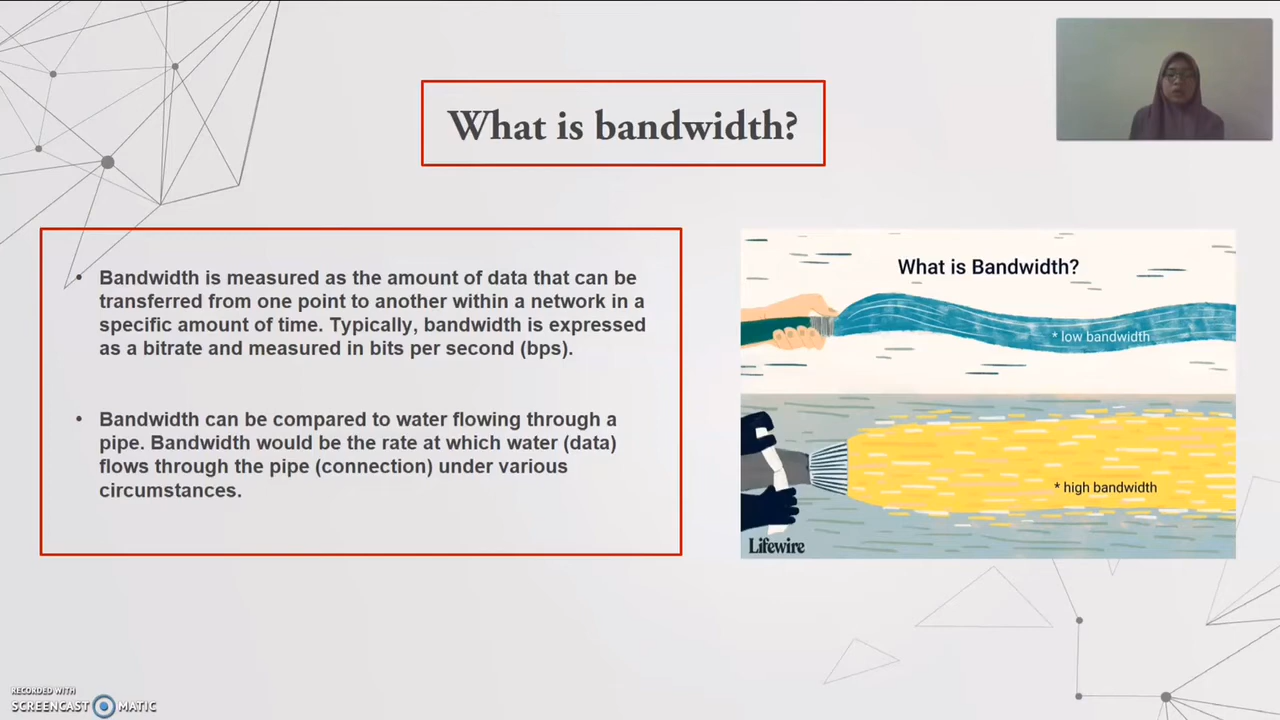 What is bandwidth?
• Bandwidth is measured as the amount of data that can be
transferred from one point to another within a network in a
specific amount of time. Typically, bandwidth is expressed
as a bitrate and measured in bits per second (bps).
• Bandwidth can be compared to water flowing through a
pipe. Bandwidth would be the rate at which water (data)
flows through the pipe (connection) under various
circumstances.
What is Bandwidth?
* low bandwidth
* high bandwidth
Lifewire
RECORDED WITH
SCREENCAST MATIC